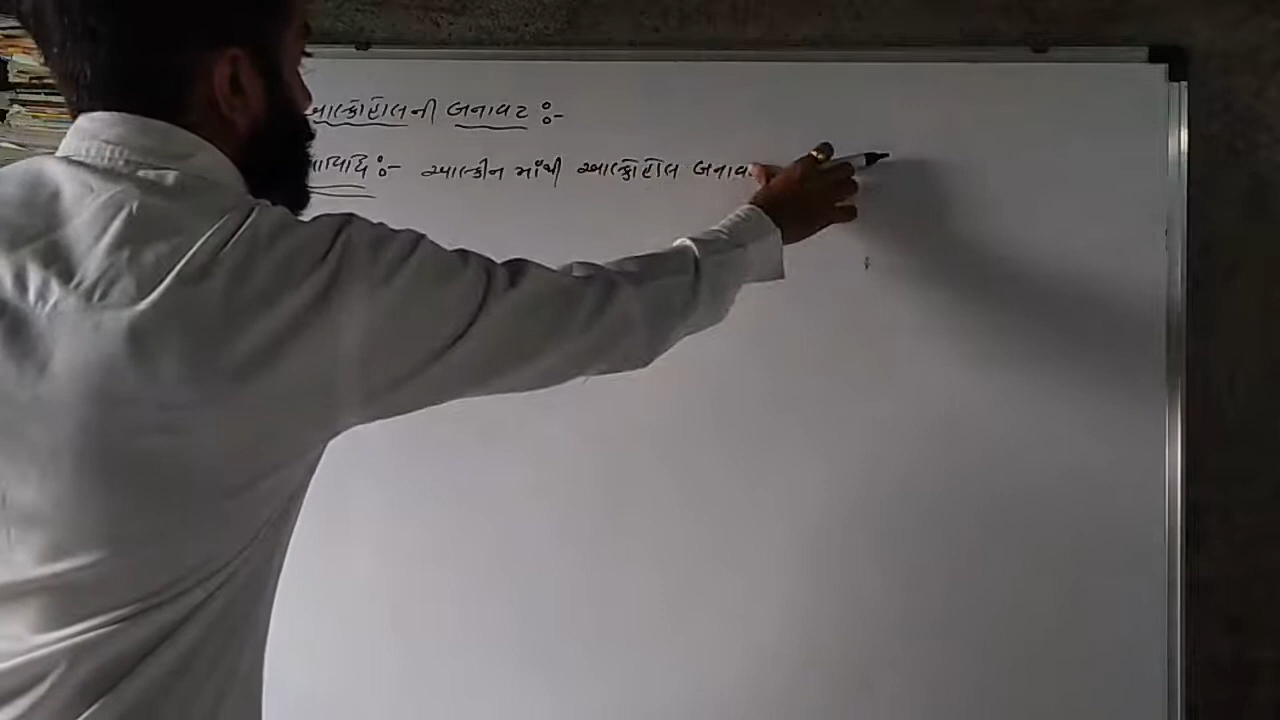 આલ્કોહોલની બનાવટ :-
:- આલ્કીન માંથી આલ્કોહોલ બનાવ